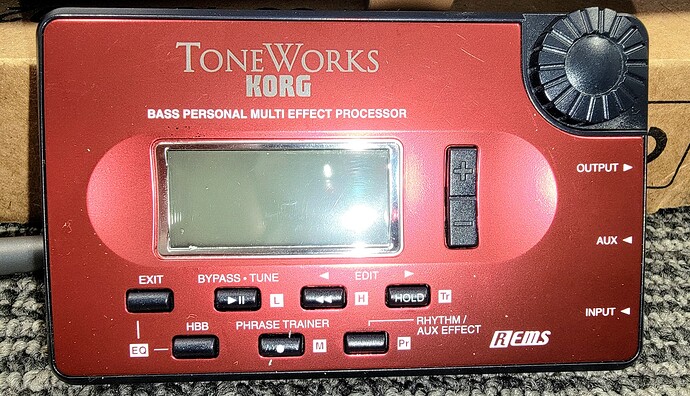 TONEWORKS
KORG
BASS PERSONAL MULTI EFFECT PROCESSOR
+
−
OUTPUT ►
AUX ◄
INPUT ◄
EXIT
BYPASS • TUNE
◄ EDIT ►
►II
L
◄◄
H
HOLD
Tr
EQ
HBB
PHRASE TRAINER
●
M
RHYTHM /
AUX EFFECT
Pr
REMS